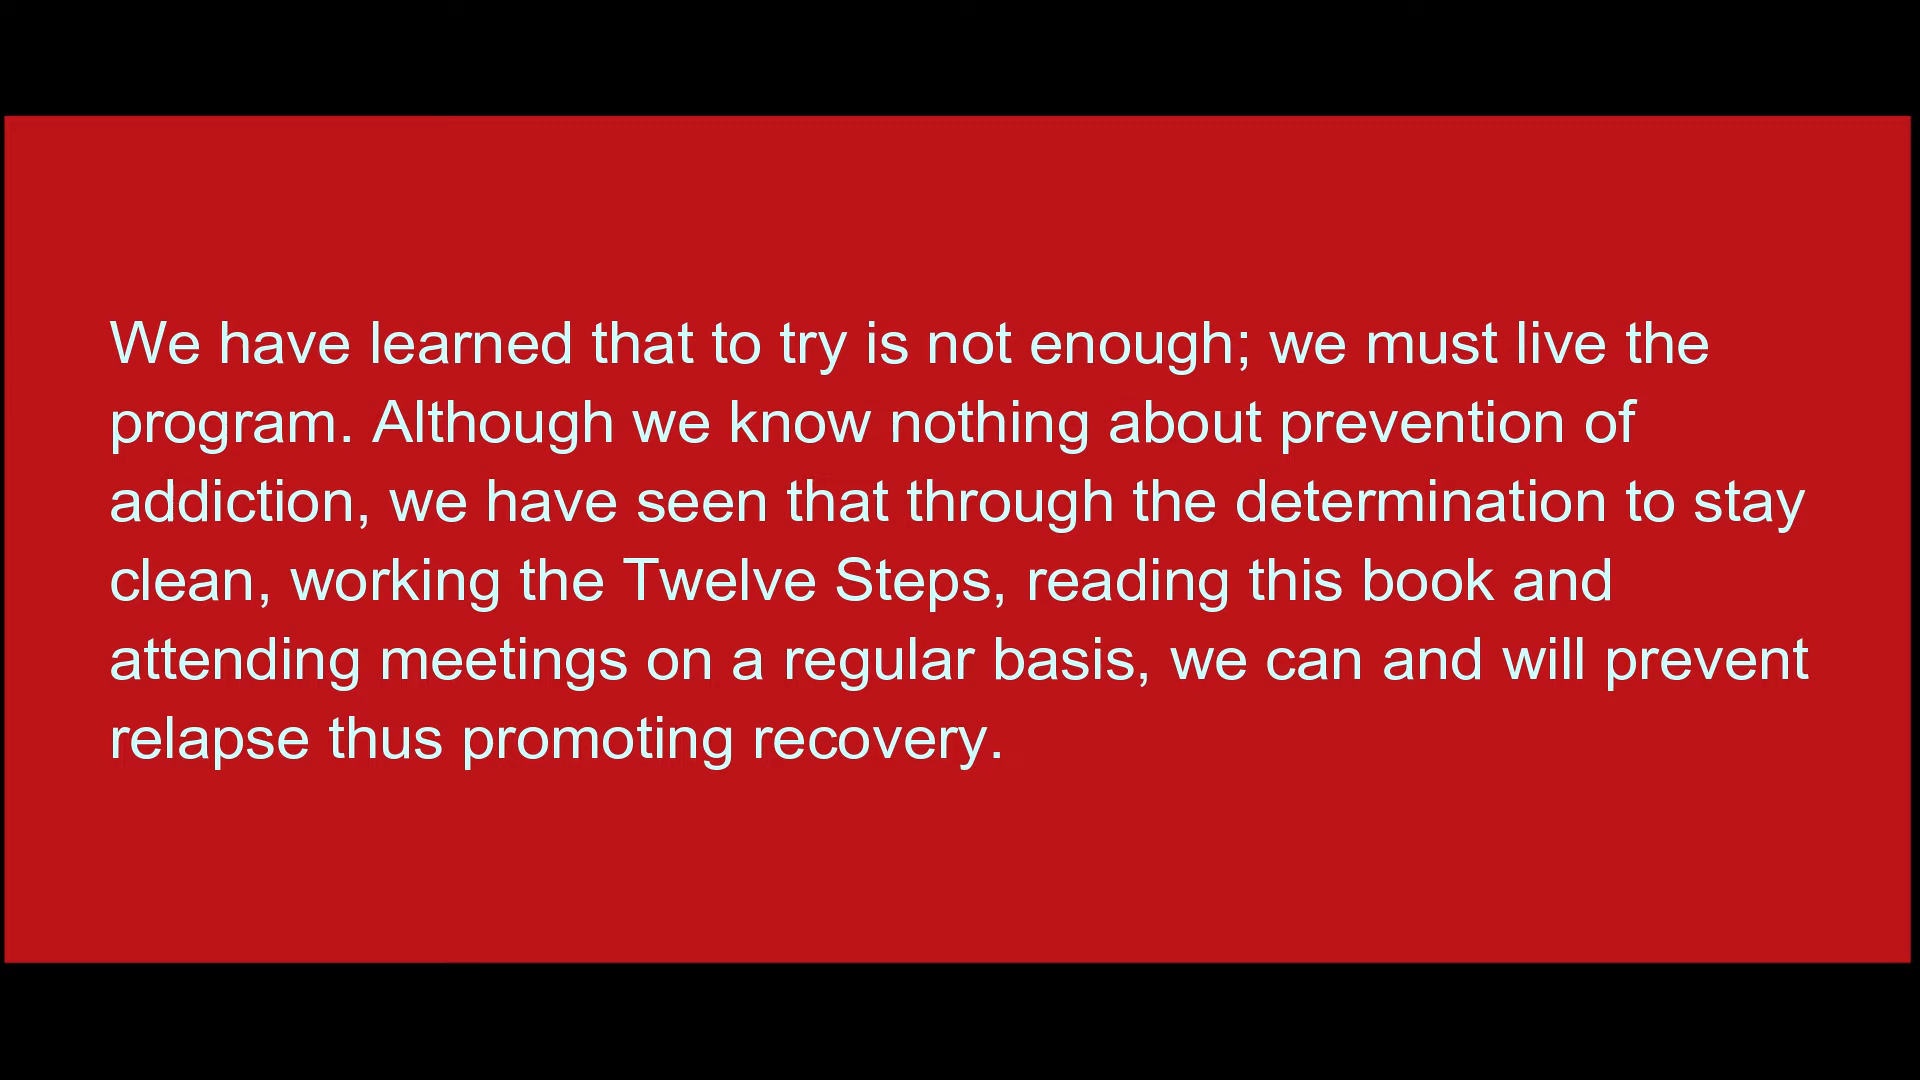 We have learned that to try is not enough; we must live the
program. Although we know nothing about prevention of
addiction, we have seen that through the determination to stay
clean, working the Twelve Steps, reading this book and
attending meetings on a regular basis, we can and will prevent
relapse thus promoting recovery.